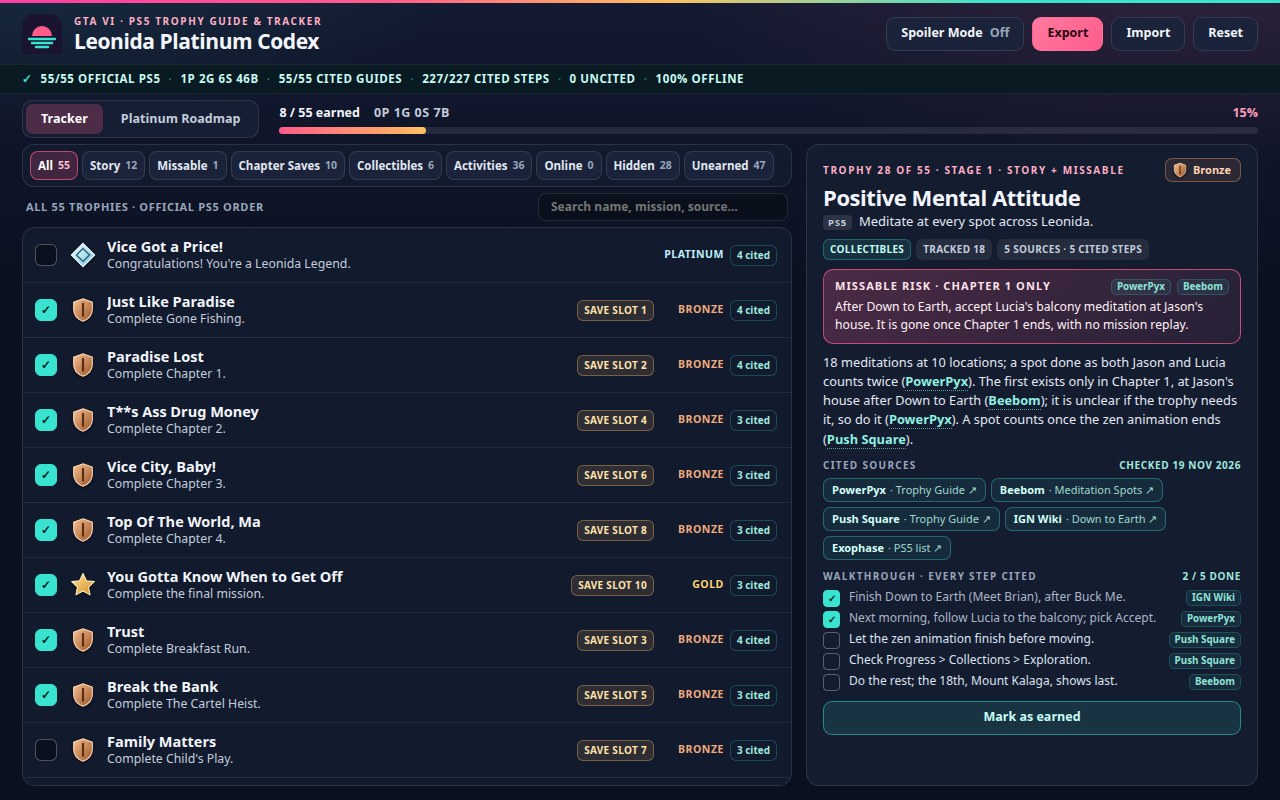 GTA VI · PS5 TROPHY GUIDE & TRACKER
Leonida Platinum Codex
Spoiler Mode Off
Export
Import
Reset
✓ 55/55 OFFICIAL PS5 · 1P 2G 6S 46B · 55/55 CITED GUIDES · 227/227 CITED STEPS · 0 UNCITED · 100% OFFLINE
Tracker
Platinum Roadmap
8 / 55 earned 0P 1G 0S 7B
15%
All 55
Story 12
Missable 1
Chapter Saves 10
Collectibles 6
Activities 36
Online 0
Hidden 28
Unearned 47
ALL 55 TROPHIES · OFFICIAL PS5 ORDER
Search name, mission, source...
Vice Got a Price!
Congratulations! You're a Leonida Legend.
PLATINUM 4 cited
Just Like Paradise
Complete Gone Fishing.
SAVE SLOT 1 BRONZE 4 cited
Paradise Lost
Complete Chapter 1.
SAVE SLOT 2 BRONZE 4 cited
T**s Ass Drug Money
Complete Chapter 2.
SAVE SLOT 4 BRONZE 3 cited
Vice City, Baby!
Complete Chapter 3.
SAVE SLOT 6 BRONZE 3 cited
Top Of The World, Ma
Complete Chapter 4.
SAVE SLOT 8 BRONZE 3 cited
You Gotta Know When to Get Off
Complete the final mission.
SAVE SLOT 10 GOLD 3 cited
Trust
Complete Breakfast Run.
SAVE SLOT 3 BRONZE 4 cited
Break the Bank
Complete The Cartel Heist.
SAVE SLOT 5 BRONZE 3 cited
Family Matters
Complete Child's Play.
SAVE SLOT 7 BRONZE 3 cited
TROPHY 28 OF 55 · STAGE 1 · STORY + MISSABLE
Bronze
Positive Mental Attitude
PS5 Meditate at every spot across Leonida.
COLLECTIBLES
TRACKED 18
5 SOURCES · 5 CITED STEPS
MISSABLE RISK · CHAPTER 1 ONLY
PowerPyx
Beebom
After Down to Earth, accept Lucia's balcony meditation at Jason's
house. It is gone once Chapter 1 ends, with no mission replay.
18 meditations at 10 locations; a spot done as both Jason and Lucia
counts twice (PowerPyx). The first exists only in Chapter 1, at Jason's
house after Down to Earth (Beebom); it is unclear if the trophy needs
it, so do it (PowerPyx). A spot counts once the zen animation ends
(Push Square).
CITED SOURCES
CHECKED 19 NOV 2026
PowerPyx · Trophy Guide ↗
Beebom · Meditation Spots ↗
Push Square · Trophy Guide ↗
IGN Wiki · Down to Earth ↗
Exophase · PS5 list ↗
WALKTHROUGH · EVERY STEP CITED
2 / 5 DONE
✓ Finish Down to Earth (Meet Brian), after Buck Me. IGN Wiki
✓ Next morning, follow Lucia to the balcony; pick Accept. PowerPyx
Let the zen animation finish before moving. Push Square
Check Progress > Collections > Exploration. Push Square
Do the rest; the 18th, Mount Kalaga, shows last. Beebom
Mark as earned